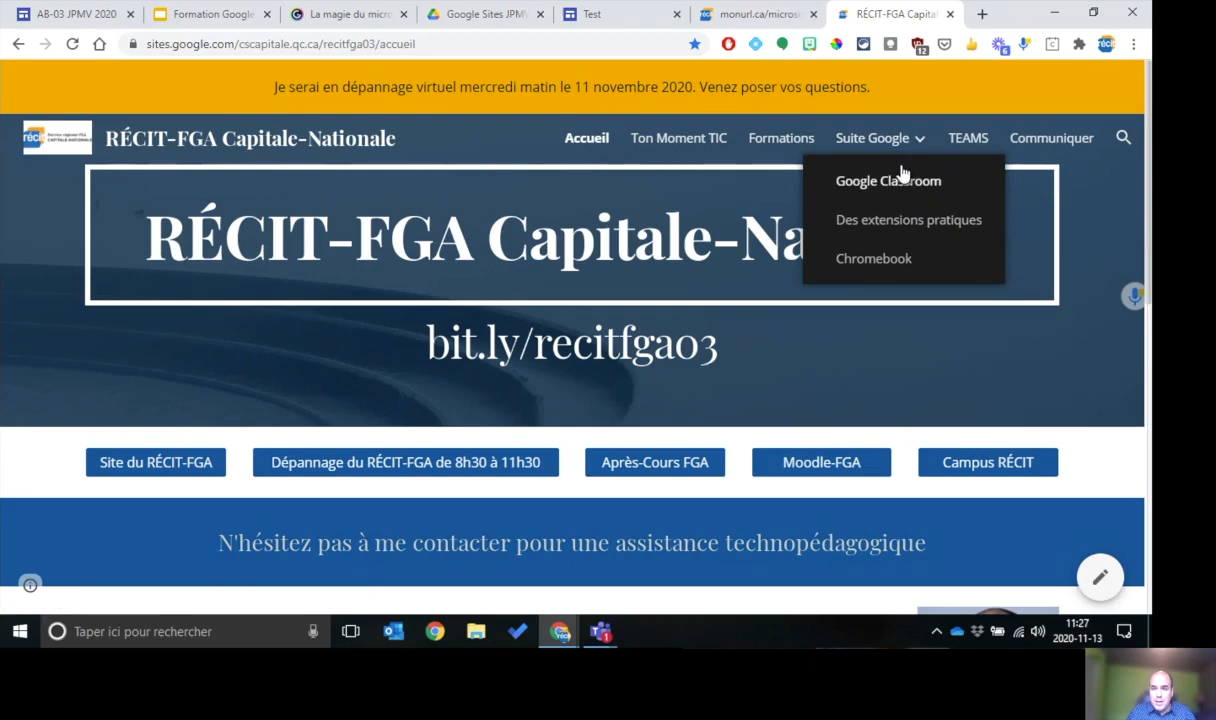 AB-03 JPMV 2020
Formation Google
La magie du micro
Google Sites JPMV
Test
monurl.ca/micros
RÉCIT-FGA Capital
sites.google.com/cscapitale.qc.ca/recitfga03/accueil
12
6
Je serai en dépannage virtuel mercredi matin le 11 novembre 2020. Venez poser vos questions.
récit
RÉCIT-FGA Capitale-Nationale
Accueil
Ton Moment TIC
Formations
Suite Google
TEAMS
Communiquer
Google Classroom
Des extensions pratiques
Chromebook
RÉCIT-FGA Capitale-Na
bit.ly/recitfga03
Site du RÉCIT-FGA
Dépannage du RÉCIT-FGA de 8h30 à 11h30
Après-Cours FGA
Moodle-FGA
Campus RÉCIT
N'hésitez pas à me contacter pour une assistance technopédagogique
Taper ici pour rechercher
1
11:27
2020-11-13